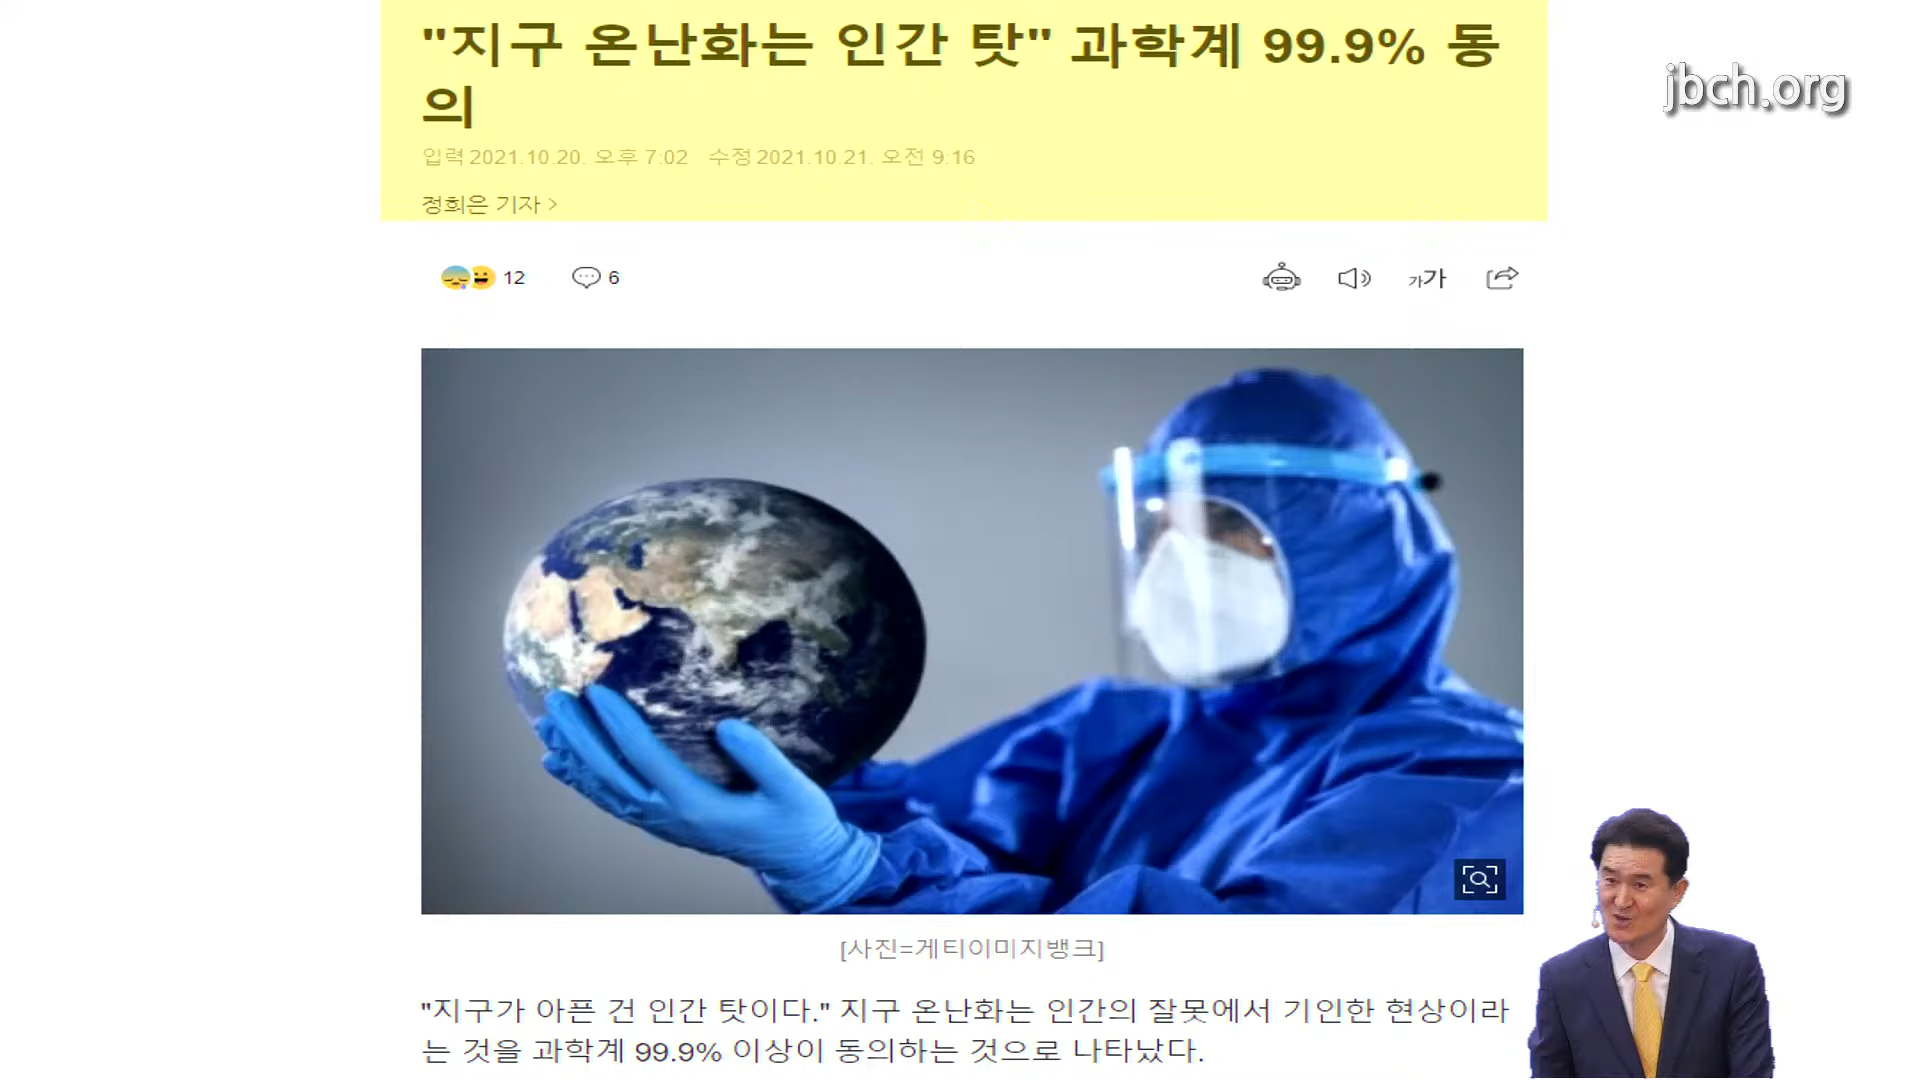 "지구 온난화는 인간 탓" 과학계 99.9% 동
의
jbch.org
입력 2021.10.20. 오후 7:02 수정 2021.10.21. 오전 9:16
정희은 기자 >
12 6 가가
[사진=게티이미지뱅크]
"지구가 아픈 건 인간 탓이다." 지구 온난화는 인간의 잘못에서 기인한 현상이라
는 것을 과학계 99.9% 이상이 동의하는 것으로 나타났다.